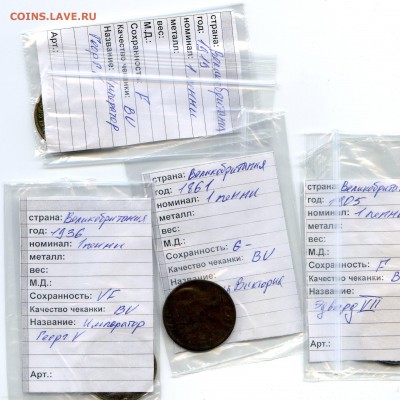 COINS.LAVE.RU
страна: Великобритания
год: 19
номинал: 1 пенни
металл:
вес:
М.Д.:
Сохранность: F
Качество чеканки: BU
Название: Император
Георг V
Арт.:
страна: Великобритания
год: 1861
номинал: 1 пенни
металл:
вес:
М.Д.:
Сохранность: G-
Качество чеканки: BU
Виктория
страна: Великобритания
год: 1936
номинал: 1 пенни
металл:
вес:
М.Д.:
Сохранность: VF
Качество чеканки: BU
Название: Император
Георг V
Арт.:
страна: Великобритания
год: 1905
номинал: 1 пенни
металл:
вес:
М.Д.:
Сохранность: F
Качество чеканки: B
Название:
Эдвард VII
Арт.: